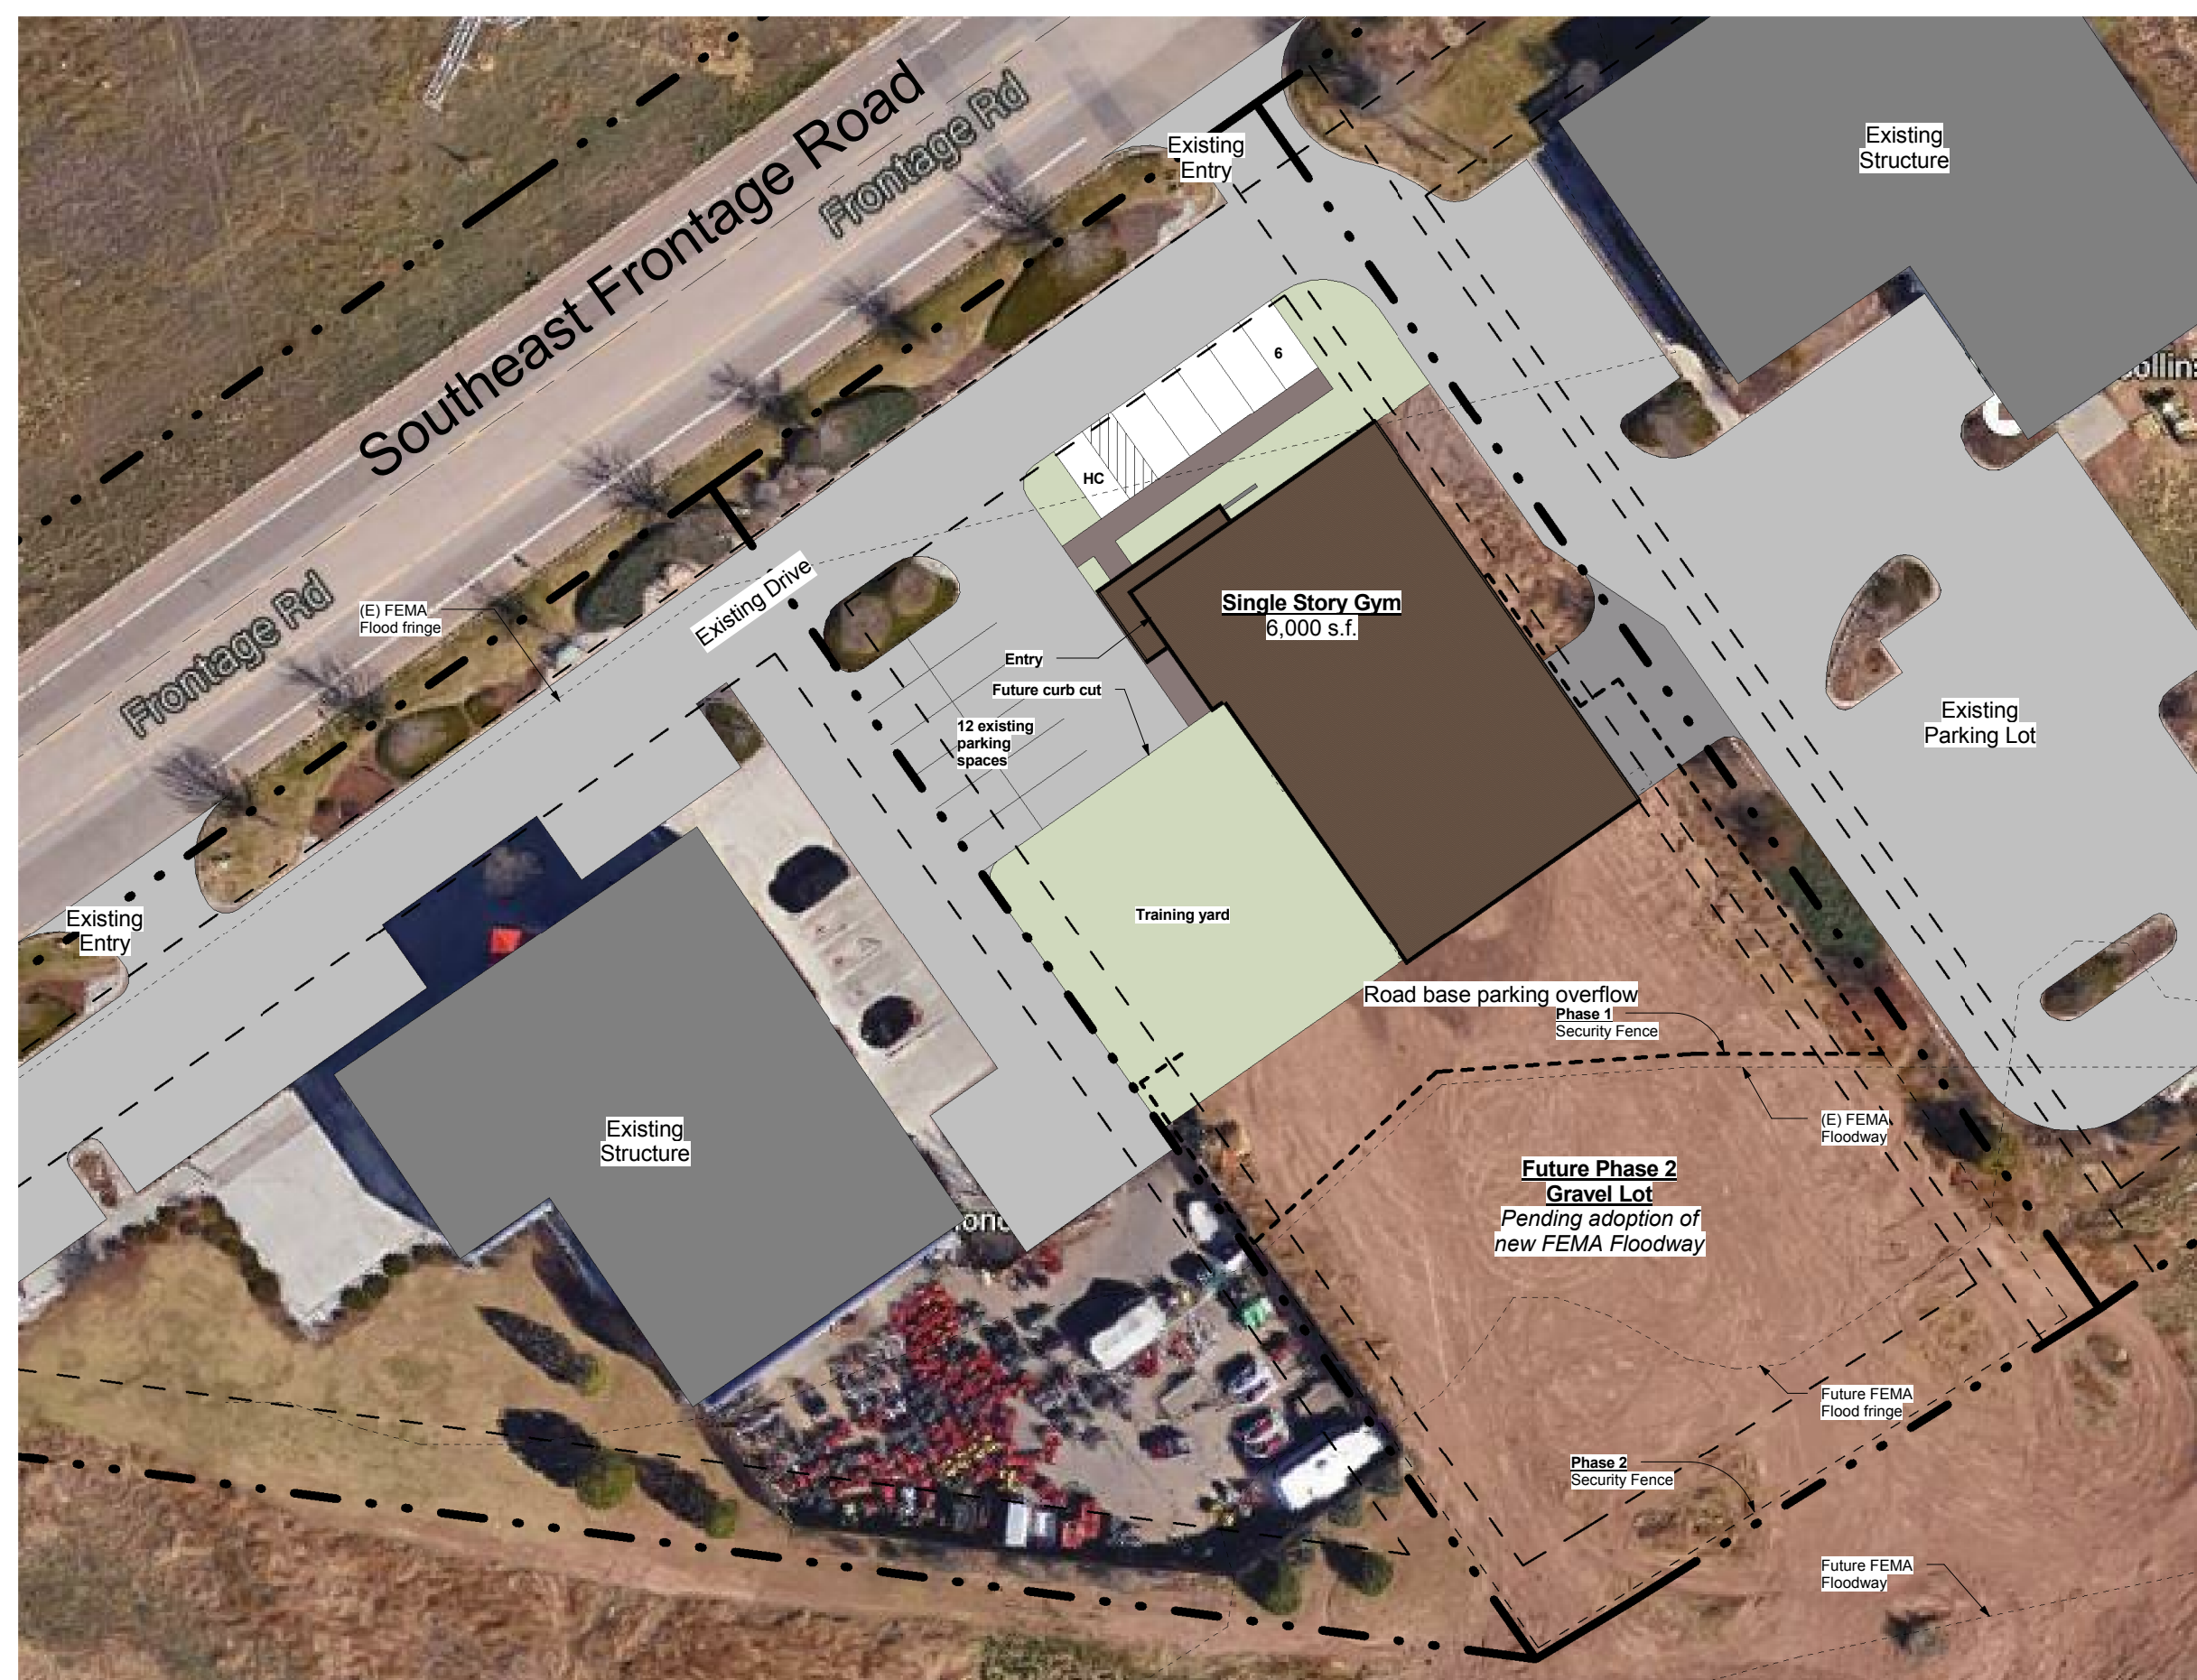 Southeast Frontage Road
Frontage Rd
Existing
Entry
Existing
Structure
6
HC
Existing Drive
(E) FEMA
Flood fringe
Frontage Rd
Single Story Gym
6,000 s.f.
Entry
Future curb cut
12 existing
parking
spaces
Existing
Parking Lot
Existing
Entry
Training yard
Road base parking overflow
Phase 1
Security Fence
(E) FEMA
Floodway
Existing
Structure
Future Phase 2
Gravel Lot
Pending adoption of
new FEMA Floodway
Future FEMA
Flood fringe
Phase 2
Security Fence
Future FEMA
Floodway